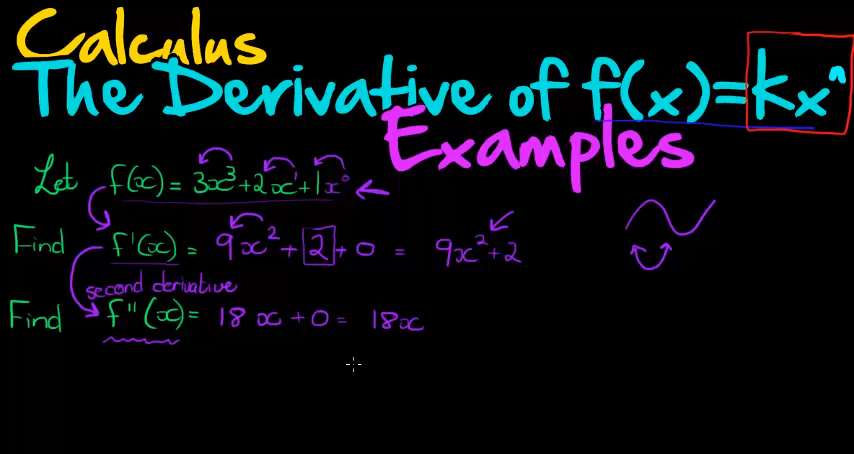 Calculus
The Derivative of f(x)=kxⁿ
Examples
Let f(x) = 3x³+2x¹+1x⁰
Find f'(x) = 9x² + 2 + 0 = 9x²+2
second derivative
Find f"(x) = 18x + 0 = 18x